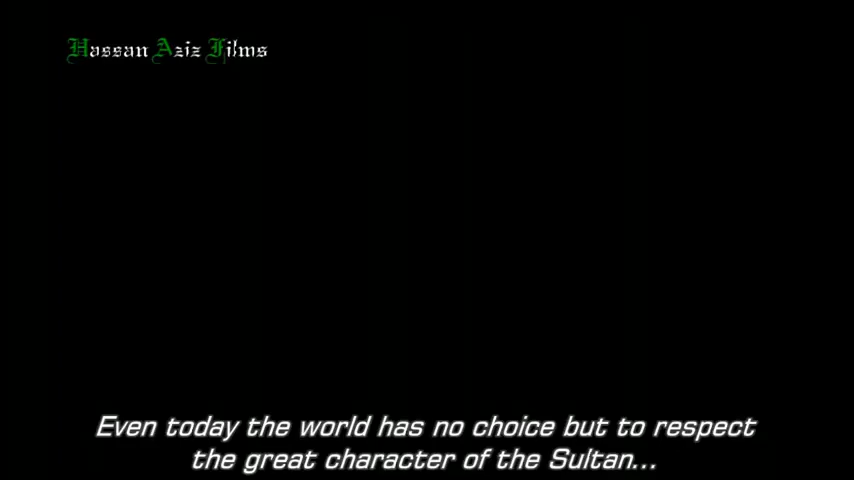 Hassan Aziz Films
Even today the world has no choice but to respect
the great character of the Sultan...